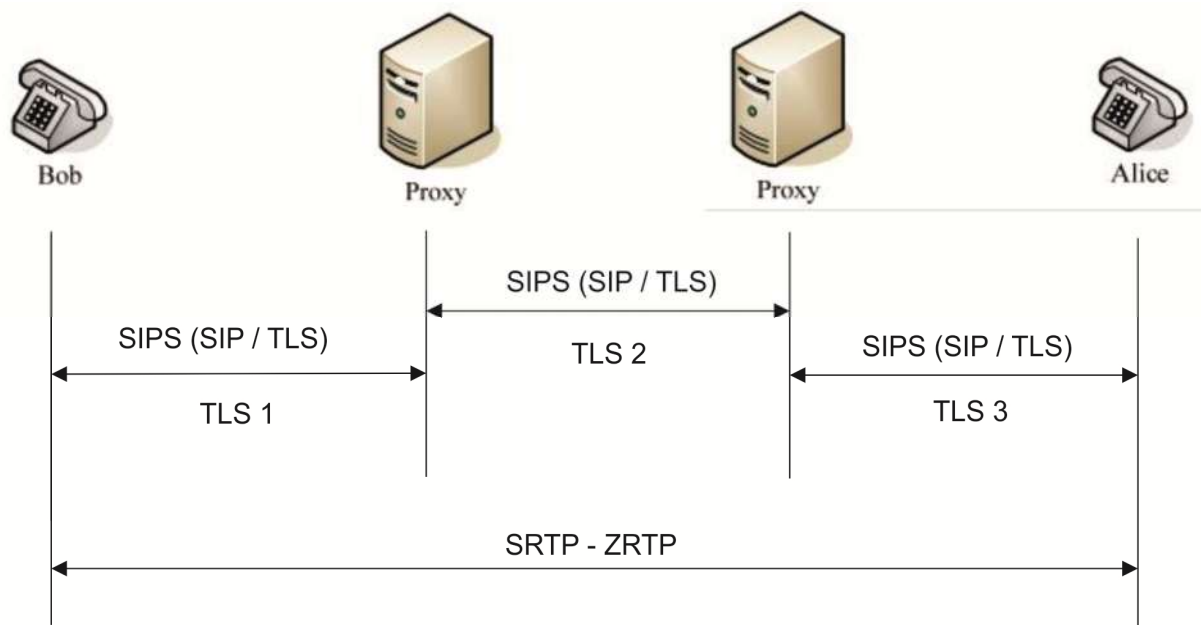 Bob
Proxy
Proxy
Alice
SIPS (SIP / TLS)
TLS 2
SIPS (SIP / TLS)
TLS 1
SIPS (SIP / TLS)
TLS 3
SRTP - ZRTP